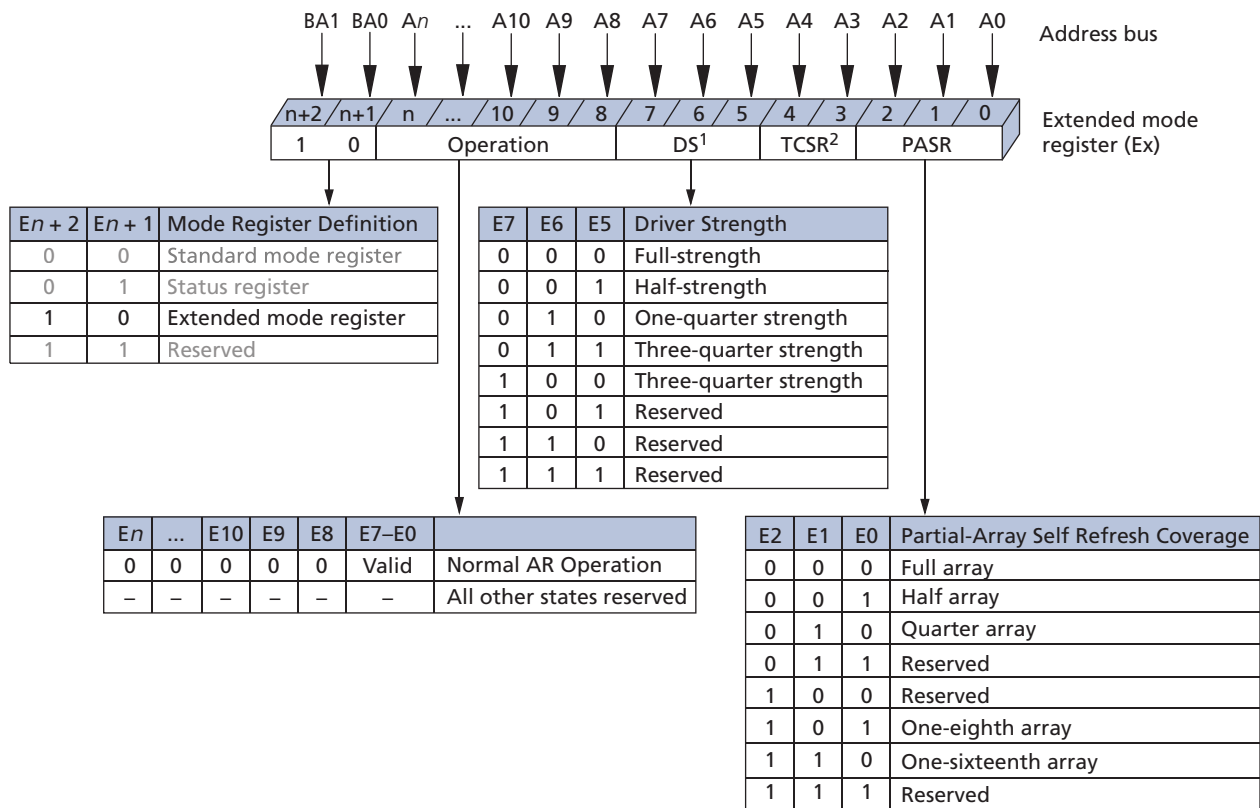 BA1 BA0 An ... A10 A9 A8 A7 A6 A5 A4 A3 A2 A1 A0 Address bus
n+2 n+1 n ... 10 9 8 7 6 5 4 3 2 1 0 Extended mode
register (Ex)
1 0 Operation DS1 TCSR2 PASR
En + 2 En + 1 Mode Register Definition
0 0 Standard mode register
0 1 Status register
1 0 Extended mode register
1 1 Reserved
E7 E6 E5 Driver Strength
0 0 0 Full-strength
0 0 1 Half-strength
0 1 0 One-quarter strength
0 1 1 Three-quarter strength
1 0 0 Three-quarter strength
1 0 1 Reserved
1 1 0 Reserved
1 1 1 Reserved
En ... E10 E9 E8 E7–E0
0 0 0 0 0 Valid Normal AR Operation
– – – – – – All other states reserved
E2 E1 E0 Partial-Array Self Refresh Coverage
0 0 0 Full array
0 0 1 Half array
0 1 0 Quarter array
0 1 1 Reserved
1 0 0 Reserved
1 0 1 One-eighth array
1 1 0 One-sixteenth array
1 1 1 Reserved